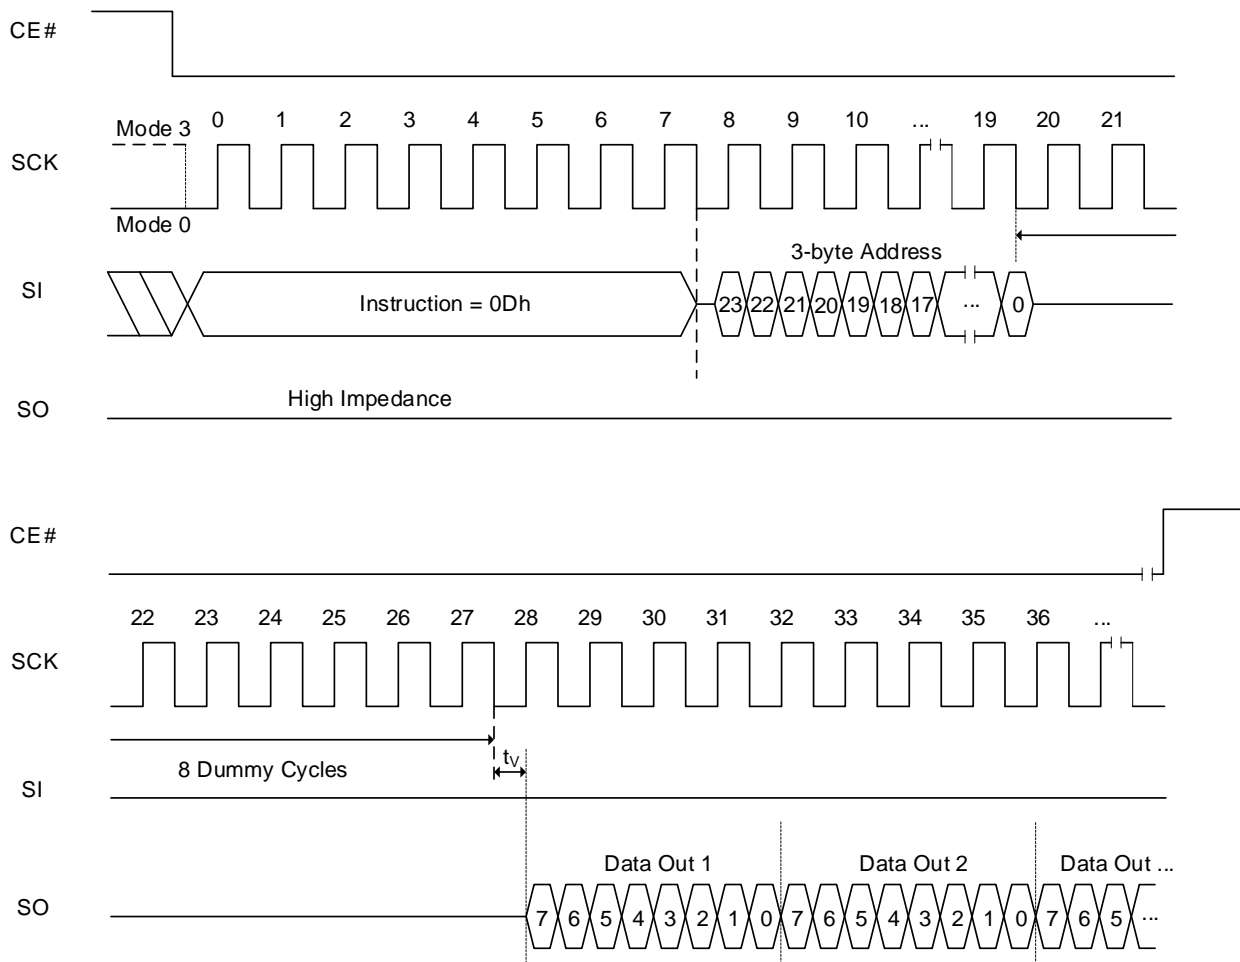 CE#
0 1 2 3 4 5 6 7 8 9 10 ... 19 20 21
Mode 3
SCK
Mode 0
3-byte Address
SI
Instruction = 0Dh
23 22 21 20 19 18 17 ... 0
High Impedance
SO
CE#
22 23 24 25 26 27 28 29 30 31 32 33 34 35 36 ...
SCK
tV
8 Dummy Cycles
SI
Data Out 1 Data Out 2 Data Out ...
SO
7 6 5 4 3 2 1 0 7 6 5 4 3 2 1 0 7 6 5 ...